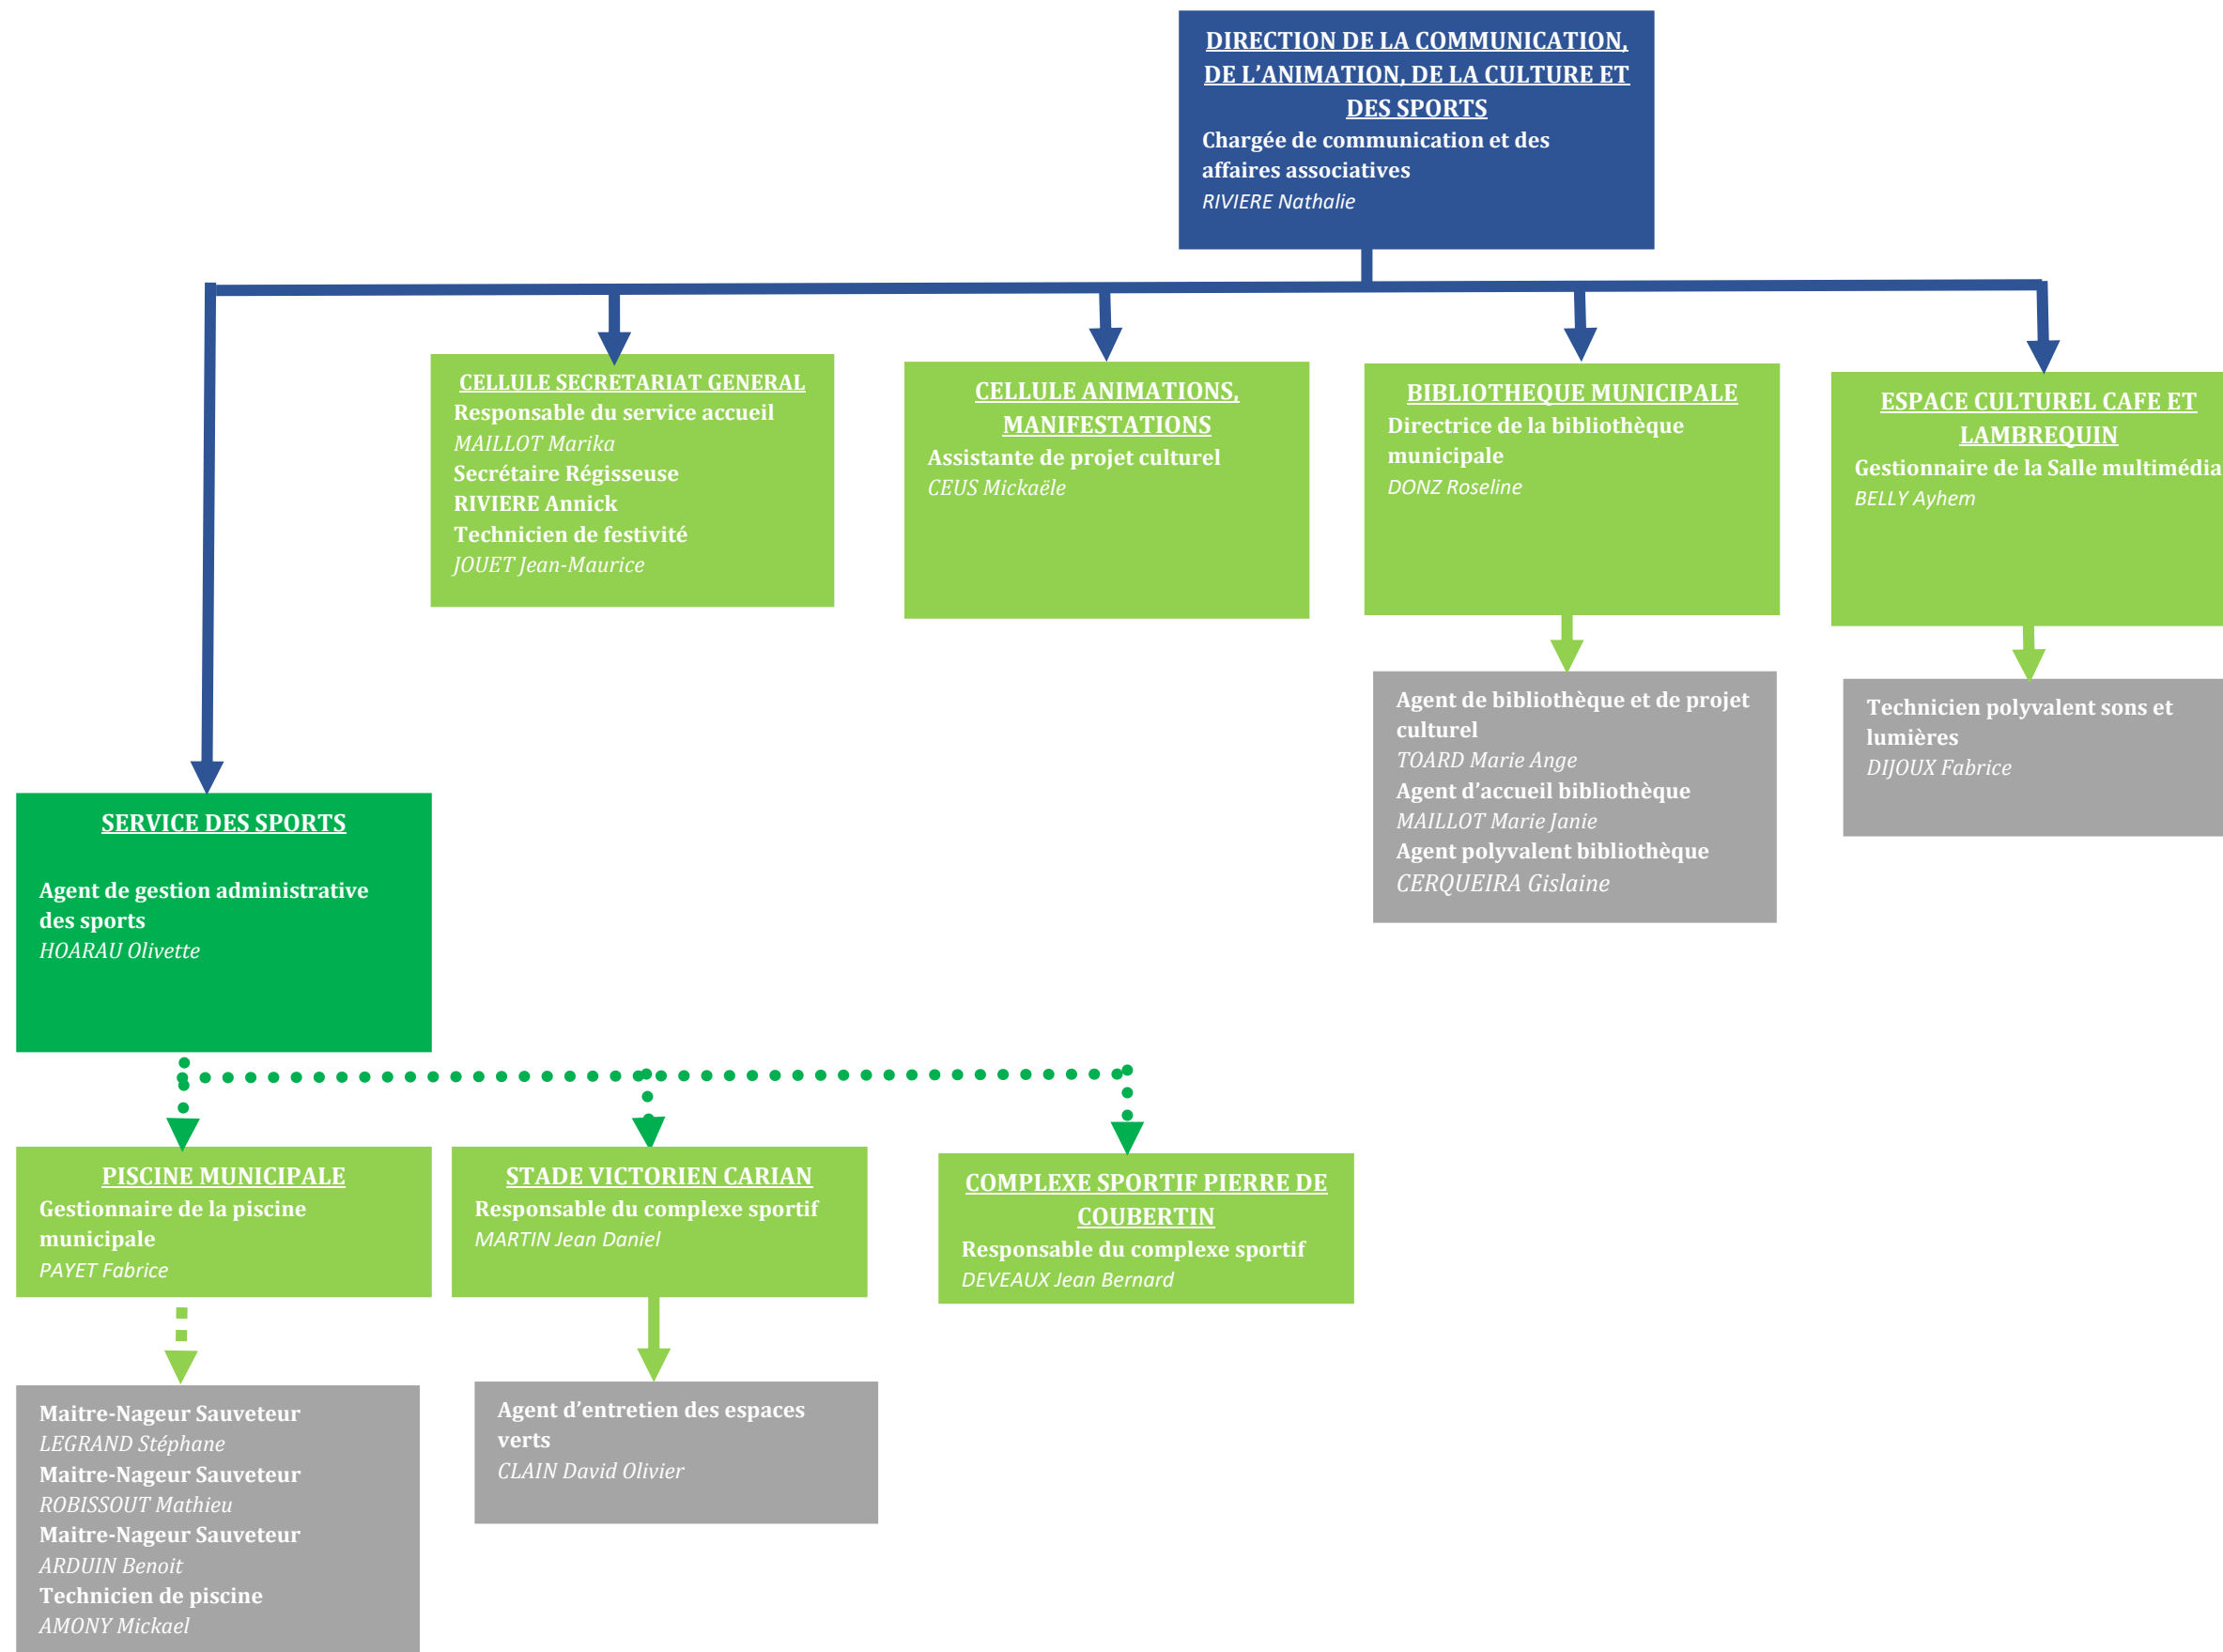 DIRECTION DE LA COMMUNICATION,
DE L’ANIMATION, DE LA CULTURE ET
DES SPORTS
Chargée de communication et des
affaires associatives
RIVIERE Nathalie
CELLULE SECRETARIAT GENERAL
Responsable du service accueil
MAILLOT Marika
Secrétaire Régisseuse
RIVIERE Annick
Technicien de festivité
JOUET Jean-Maurice
CELLULE ANIMATIONS,
MANIFESTATIONS
Assistante de projet culturel
CEUS Mickaële
BIBLIOTHEQUE MUNICIPALE
Directrice de la bibliothèque
municipale
DONZ Roseline
ESPACE CULTUREL CAFE ET
LAMBREQUIN
Gestionnaire de la Salle multimédia
BELLY Ayhem
Agent de bibliothèque et de projet
culturel
TOARD Marie Ange
Agent d’accueil bibliothèque
MAILLOT Marie Janie
Agent polyvalent bibliothèque
CERQUEIRA Gislaine
Technicien polyvalent sons et
lumières
DIJOUX Fabrice
SERVICE DES SPORTS
Agent de gestion administrative
des sports
HOARAU Olivette
PISCINE MUNICIPALE
Gestionnaire de la piscine
municipale
PAYET Fabrice
STADE VICTORIEN CARIAN
Responsable du complexe sportif
MARTIN Jean Daniel
COMPLEXE SPORTIF PIERRE DE
COUBERTIN
Responsable du complexe sportif
DEVEAUX Jean Bernard
Maitre-Nageur Sauveteur
LEGRAND Stéphane
Maitre-Nageur Sauveteur
ROBISSOUT Mathieu
Maitre-Nageur Sauveteur
ARDUIN Benoit
Technicien de piscine
AMONY Mickael
Agent d’entretien des espaces
verts
CLAIN David Olivier